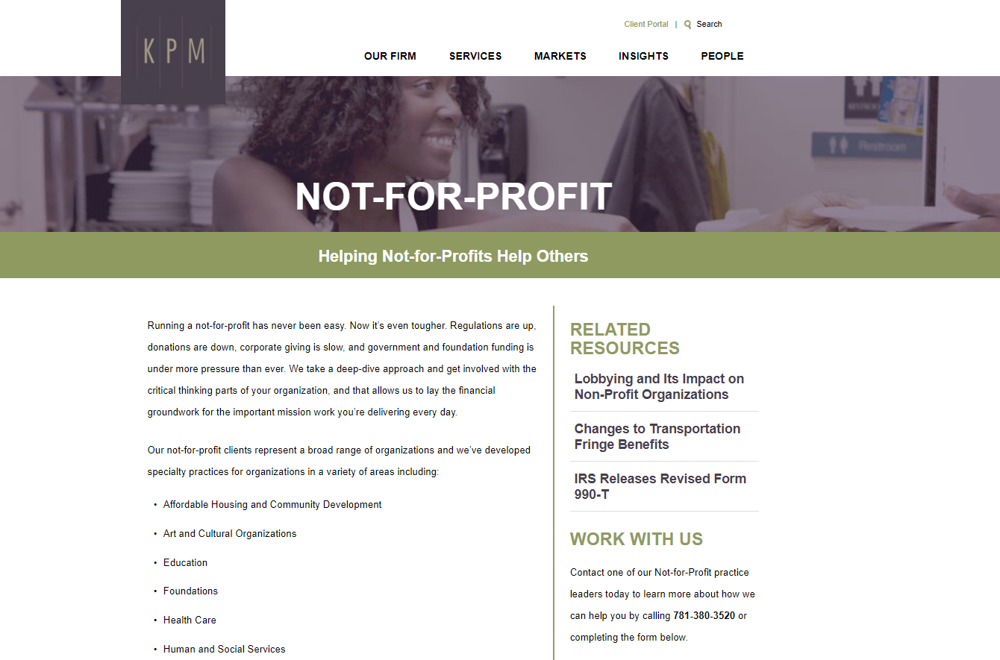 KPM
Client Portal | Search
OUR FIRM SERVICES MARKETS INSIGHTS PEOPLE
Restroom
NOT-FOR-PROFIT
Helping Not-for-Profits Help Others
Running a not-for-profit has never been easy. Now it's even tougher. Regulations are up,
donations are down, corporate giving is slow, and government and foundation funding is
under more pressure than ever. We take a deep-dive approach and get involved with the
critical thinking parts of your organization, and that allows us to lay the financial
groundwork for the important mission work you're delivering every day.
Our not-for-profit clients represent a broad range of organizations and we've developed
specialty practices for organizations in a variety of areas including:
• Affordable Housing and Community Development
• Art and Cultural Organizations
• Education
• Foundations
• Health Care
• Human and Social Services
RELATED
RESOURCES
Lobbying and Its Impact on
Non-Profit Organizations
Changes to Transportation
Fringe Benefits
IRS Releases Revised Form
990-T
WORK WITH US
Contact one of our Not-for-Profit practice
leaders today to learn more about how we
can help you by calling 781-380-3520 or
completing the form below.